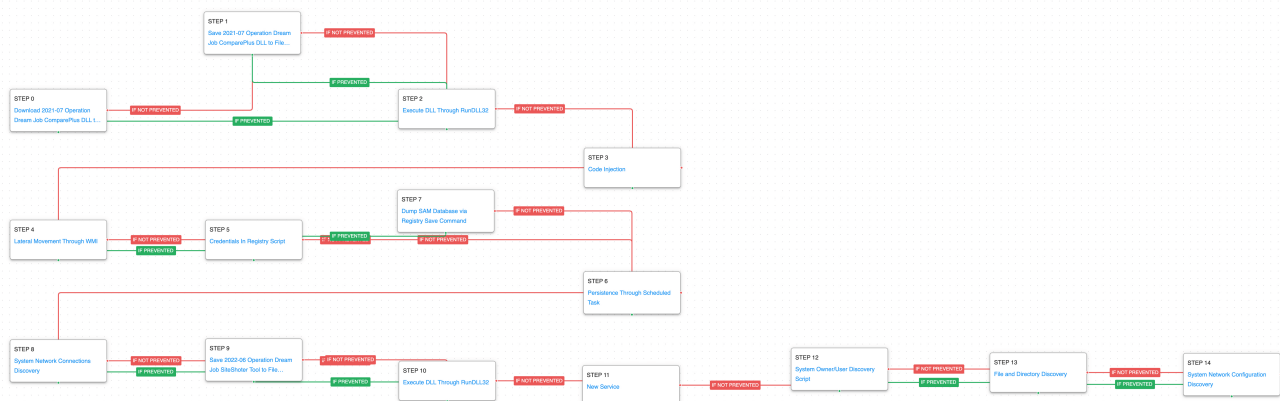 STEP 1
Save 2021-07 Operation Dream
Job ComparePlus DLL to File...
IF NOT PREVENTED
IF PREVENTED
STEP 0
Download 2021-07 Operation
Dream Job ComparePlus DLL t...
IF NOT PREVENTED
IF PREVENTED
STEP 2
Execute DLL Through RunDLL32
IF NOT PREVENTED
STEP 3
Code Injection
STEP 4
Lateral Movement Through WMI
IF NOT PREVENTED
IF PREVENTED
STEP 5
Credentials In Registry Script
IF PREVENTED
IF NOT PREVENTED
STEP 7
Dump SAM Database via
Registry Save Command
IF NOT PREVENTED
STEP 6
Persistence Through Scheduled
Task
STEP 8
System Network Connections
Discovery
IF NOT PREVENTED
IF PREVENTED
STEP 9
Save 2022-06 Operation Dream
Job SiteShoter Tool to File...
IF NOT PREVENTED
IF PREVENTED
STEP 10
Execute DLL Through RunDLL32
IF NOT PREVENTED
STEP 11
New Service
IF NOT PREVENTED
STEP 12
System Owner/User Discovery
Script
IF NOT PREVENTED
IF PREVENTED
STEP 13
File and Directory Discovery
IF NOT PREVENTED
IF PREVENTED
STEP 14
System Network Configuration
Discovery